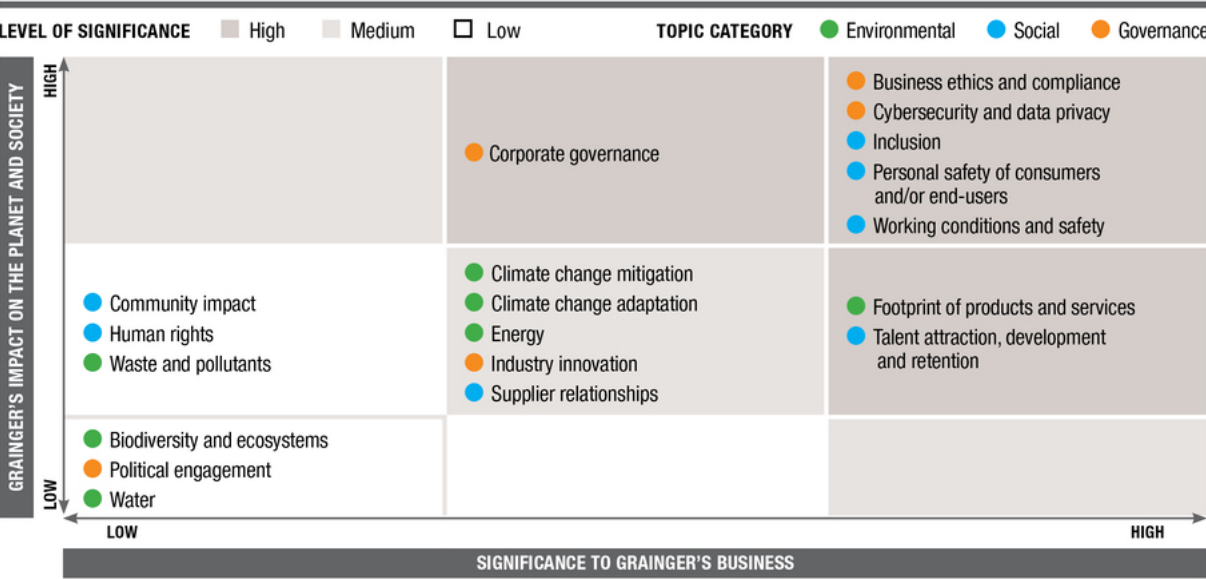 LEVEL OF SIGNIFICANCE High Medium Low TOPIC CATEGORY Environmental Social Governance
GRAINGER'S IMPACT ON THE PLANET AND SOCIETY
HIGH
Corporate governance
Business ethics and compliance
Cybersecurity and data privacy
Inclusion
Personal safety of consumers
and/or end-users
Working conditions and safety
Community impact
Human rights
Waste and pollutants
Climate change mitigation
Climate change adaptation
Energy
Industry innovation
Supplier relationships
Footprint of products and services
Talent attraction, development
and retention
Biodiversity and ecosystems
Political engagement
Water
LOW
LOW HIGH
SIGNIFICANCE TO GRAINGER'S BUSINESS